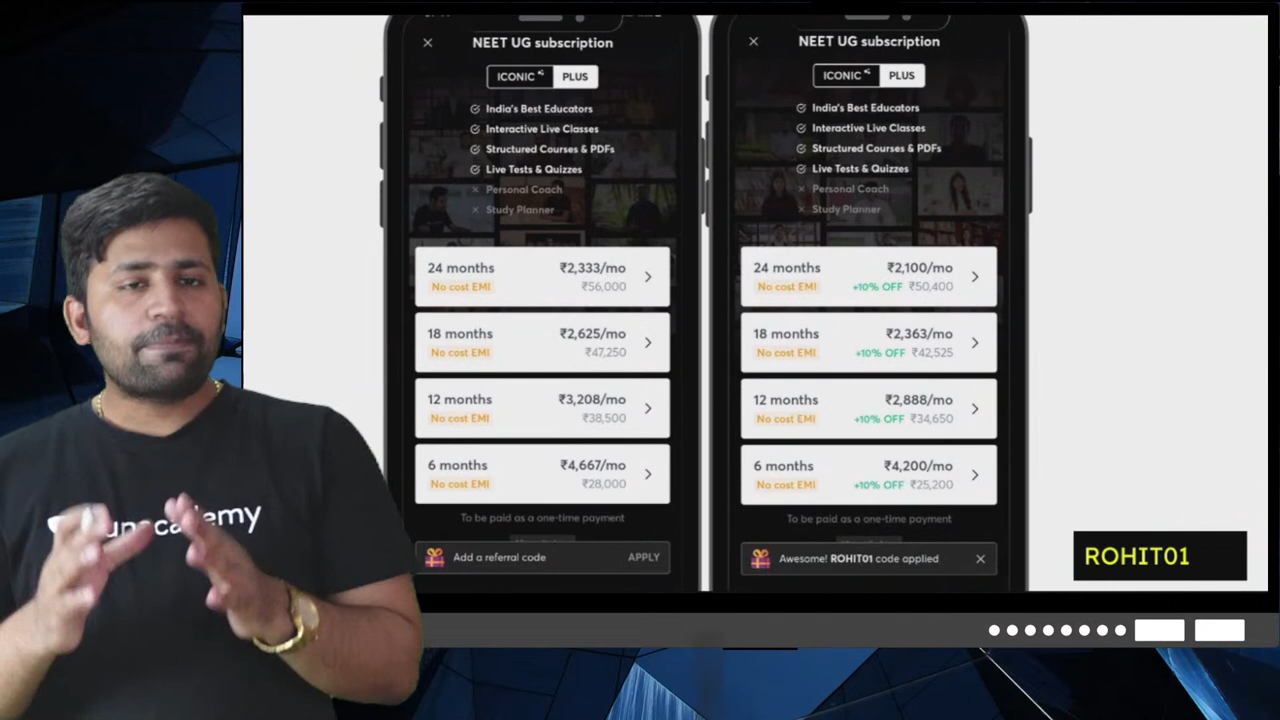 NEET UG subscription
ICONIC PLUS
India's Best Educators
Interactive Live Classes
Structured Courses & PDFs
Live Tests & Quizzes
Personal Coach
Study Planner
24 months ₹2,333/mo
No cost EMI ₹56,000
18 months ₹2,625/mo
No cost EMI ₹47,250
12 months ₹3,208/mo
No cost EMI ₹38,500
6 months ₹4,667/mo
No cost EMI ₹28,000
To be paid as a one-time payment
Add a referral code APPLY
NEET UG subscription
ICONIC PLUS
India's Best Educators
Interactive Live Classes
Structured Courses & PDFs
Live Tests & Quizzes
Personal Coach
Study Planner
24 months ₹2,100/mo
No cost EMI +10% OFF ₹50,400
18 months ₹2,363/mo
No cost EMI +10% OFF ₹42,525
12 months ₹2,888/mo
No cost EMI +10% OFF ₹34,650
6 months ₹4,200/mo
No cost EMI +10% OFF ₹25,200
To be paid as a one-time payment
Awesome! ROHIT01 code applied
ROHIT01
unacademy